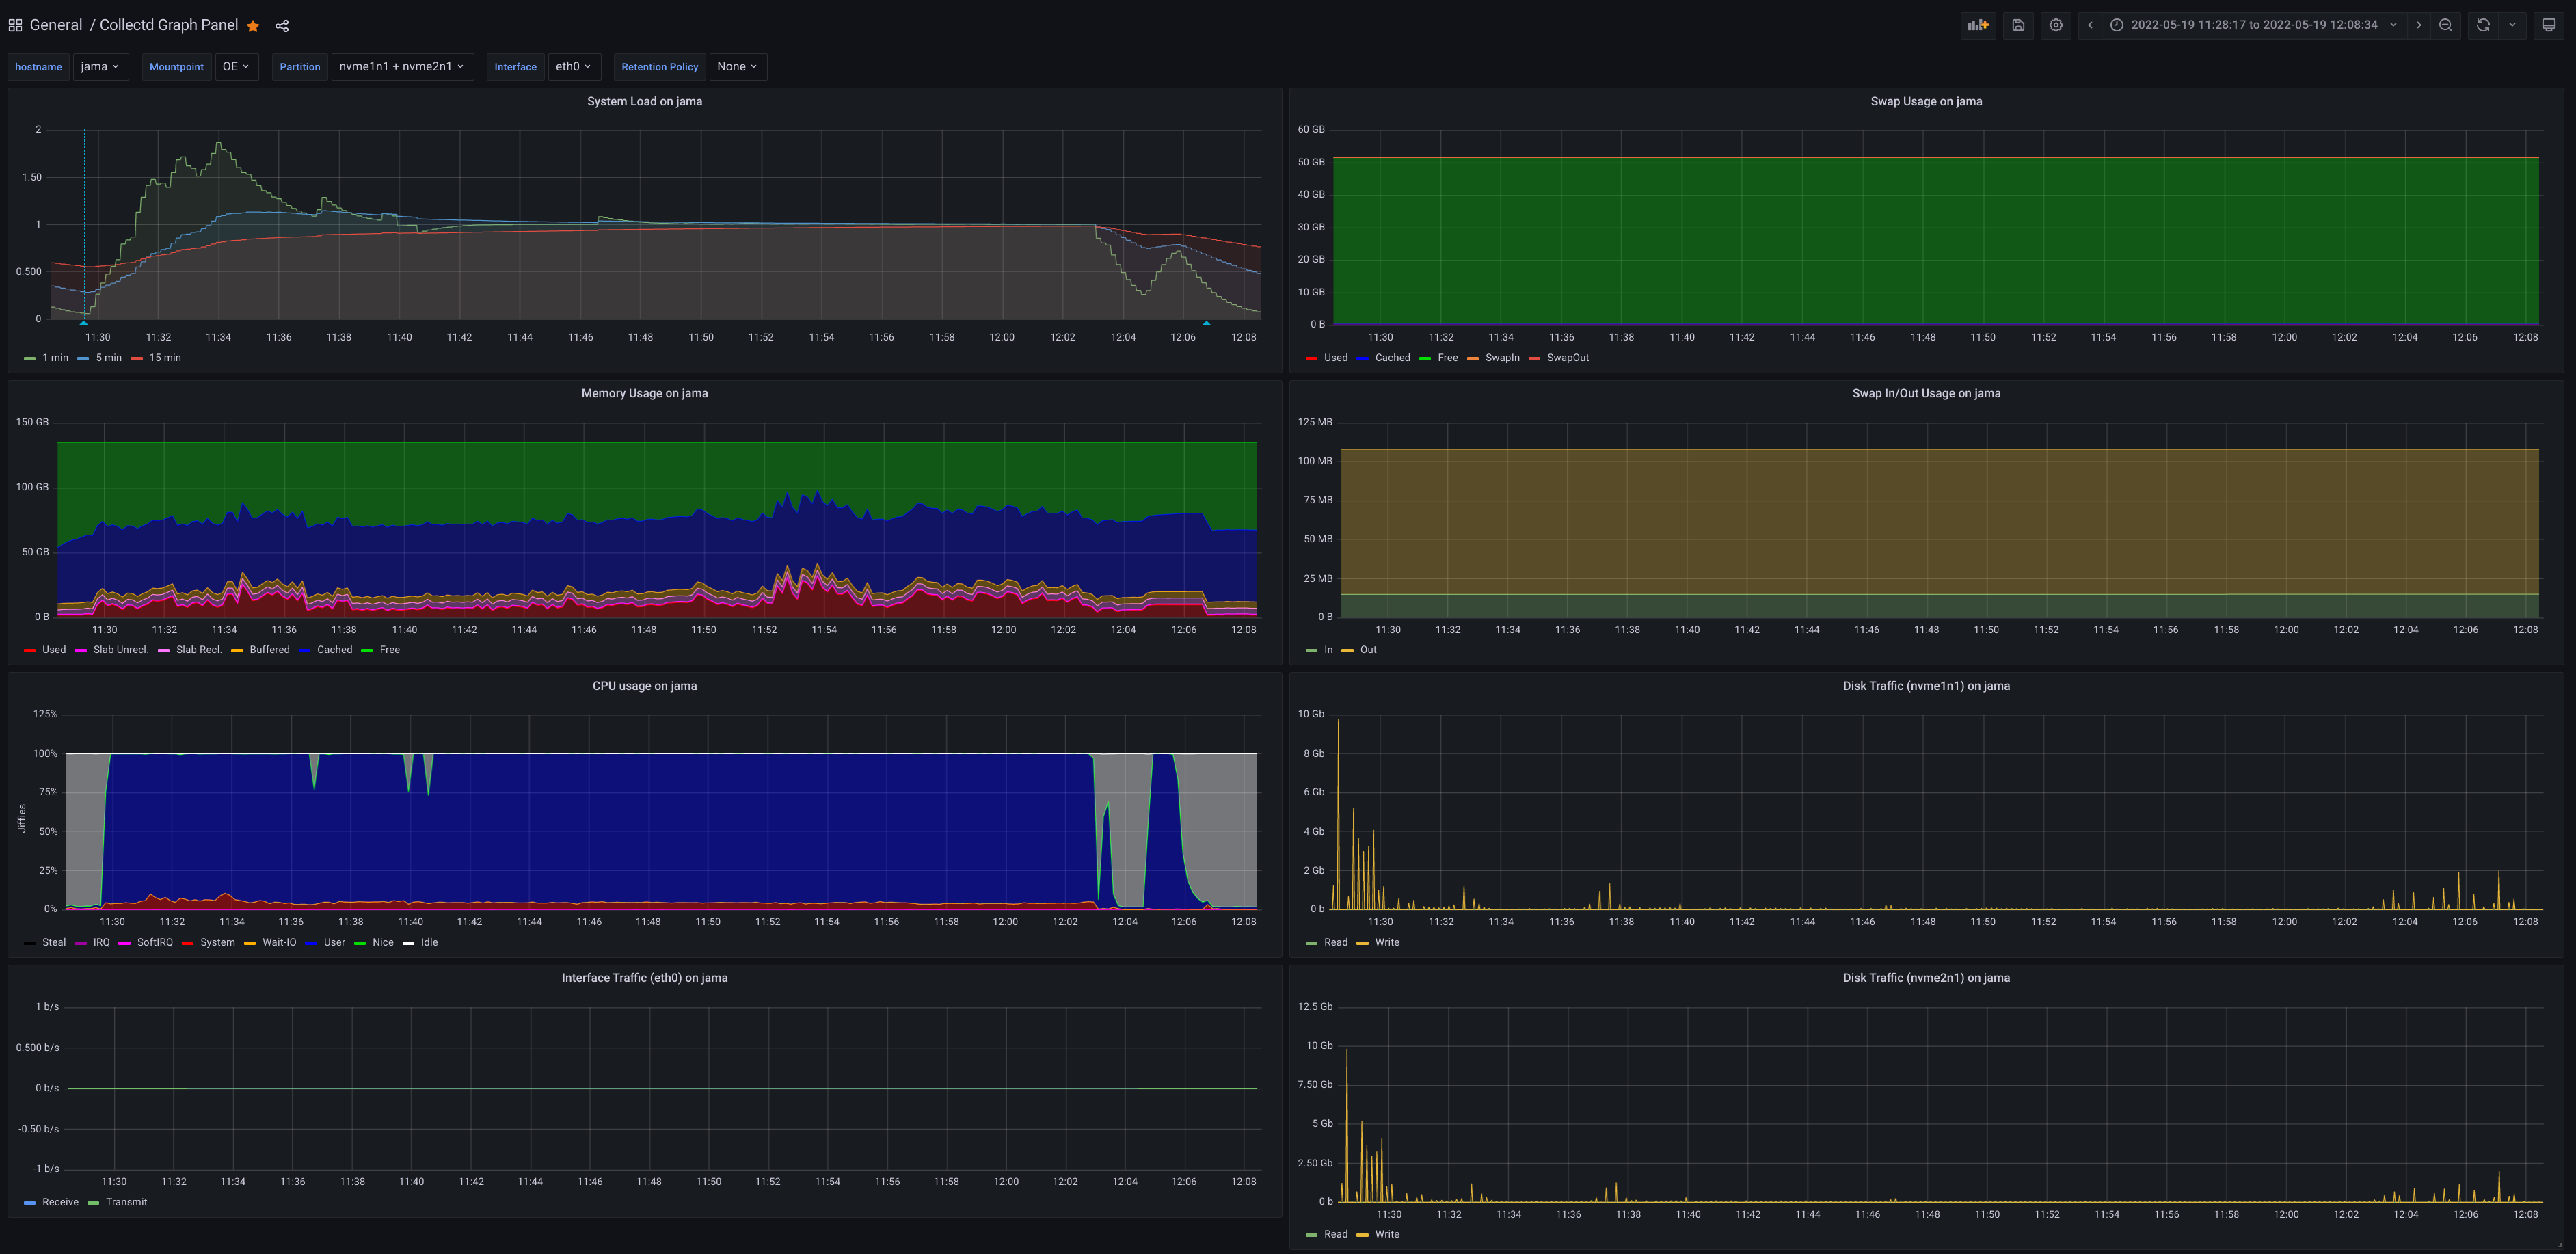 General / Collectd Graph Panel
2022-05-19 11:28:17 to 2022-05-19 12:08:34
hostname jama Mountpoint OE Partition nvme1n1 + nvme2n1 Interface eth0 Retention Policy None
System Load on jama
2
1.50
1
0.500
0
11:30 11:32 11:34 11:36 11:38 11:40 11:42 11:44 11:46 11:48 11:50 11:52 11:54 11:56 11:58 12:00 12:02 12:04 12:06 12:08
1 min 5 min 15 min
Swap Usage on jama
60 GB
50 GB
40 GB
30 GB
20 GB
10 GB
0 B
11:30 11:32 11:34 11:36 11:38 11:40 11:42 11:44 11:46 11:48 11:50 11:52 11:54 11:56 11:58 12:00 12:02 12:04 12:06 12:08
Used Cached Free SwapIn SwapOut
Memory Usage on jama
150 GB
100 GB
50 GB
0 B
11:30 11:32 11:34 11:36 11:38 11:40 11:42 11:44 11:46 11:48 11:50 11:52 11:54 11:56 11:58 12:00 12:02 12:04 12:06 12:08
Used Slab Unrecl. Slab Recl. Buffered Cached Free
Swap In/Out Usage on jama
125 MB
100 MB
75 MB
50 MB
25 MB
0 B
11:30 11:32 11:34 11:36 11:38 11:40 11:42 11:44 11:46 11:48 11:50 11:52 11:54 11:56 11:58 12:00 12:02 12:04 12:06 12:08
In Out
CPU usage on jama
Jiffies
125%
100%
75%
50%
25%
0%
11:30 11:32 11:34 11:36 11:38 11:40 11:42 11:44 11:46 11:48 11:50 11:52 11:54 11:56 11:58 12:00 12:02 12:04 12:06 12:08
Steal IRQ SoftIRQ System Wait-IO User Nice Idle
Disk Traffic (nvme1n1) on jama
10 Gb
8 Gb
6 Gb
4 Gb
2 Gb
0 b
11:30 11:32 11:34 11:36 11:38 11:40 11:42 11:44 11:46 11:48 11:50 11:52 11:54 11:56 11:58 12:00 12:02 12:04 12:06 12:08
Read Write
Interface Traffic (eth0) on jama
1 b/s
0.500 b/s
0 b/s
-0.50 b/s
-1 b/s
11:30 11:32 11:34 11:36 11:38 11:40 11:42 11:44 11:46 11:48 11:50 11:52 11:54 11:56 11:58 12:00 12:02 12:04 12:06 12:08
Receive Transmit
Disk Traffic (nvme2n1) on jama
12.5 Gb
10 Gb
7.50 Gb
5 Gb
2.50 Gb
0 b
11:30 11:32 11:34 11:36 11:38 11:40 11:42 11:44 11:46 11:48 11:50 11:52 11:54 11:56 11:58 12:00 12:02 12:04 12:06 12:08
Read Write